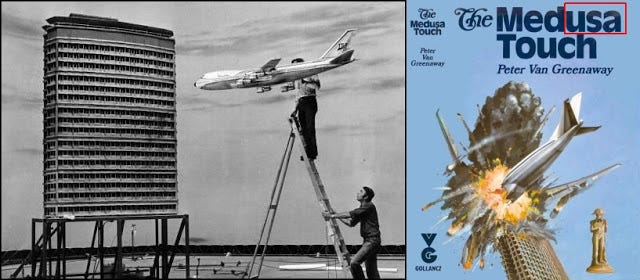 The
Medusa
Touch
Peter
Van
Greenaway
The Medusa
Touch
Peter Van Greenaway
VG
GOLLANCZ